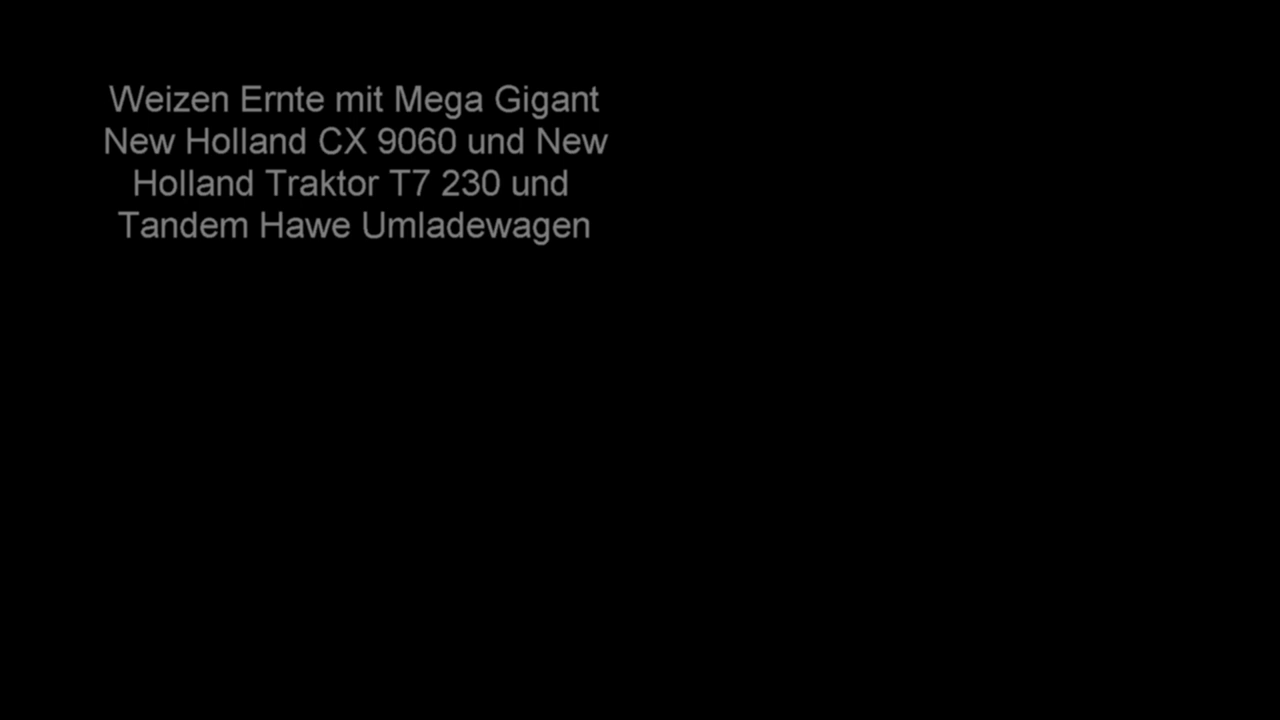 Weizen Ernte mit Mega Gigant
New Holland CX 9060 und New
Holland Traktor T7 230 und
Tandem Hawe Umladewagen